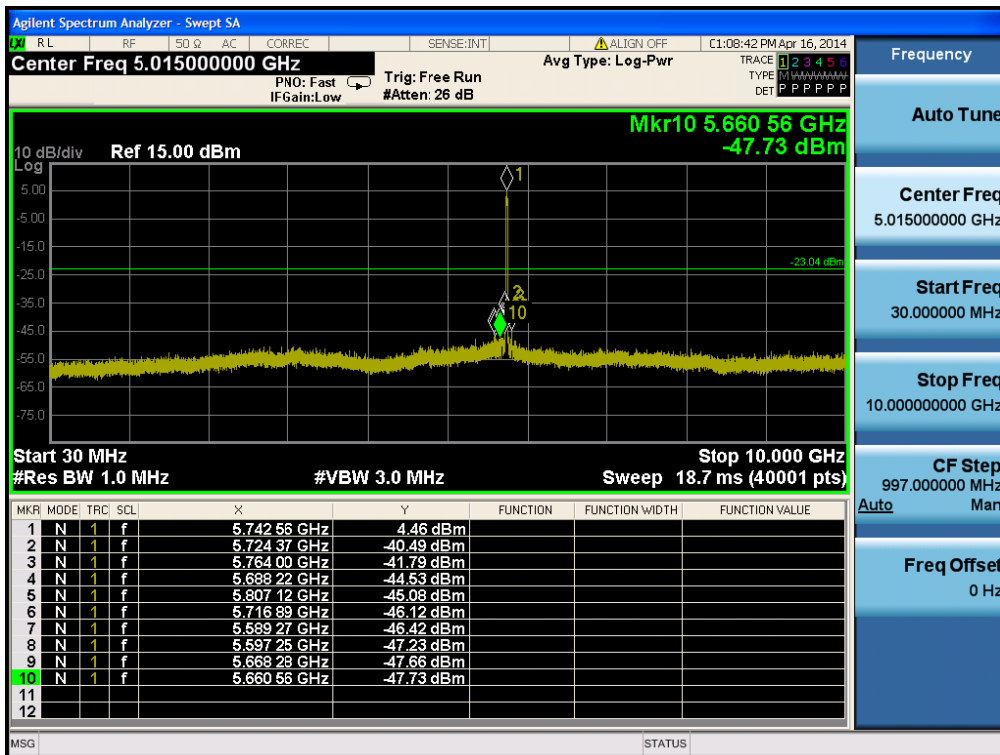 Agilent Spectrum Analyzer - Swept SA
LXI RL RF 50 Ω AC CORREC SENSE:INT ALIGN OFF 01:08:42 PM Apr 16, 2014
Center Freq 5.015000000 GHz Avg Type: Log-Pwr TRACE 1 2 3 4 5 6
PNO: Fast Trig: Free Run TYPE M
IFGain:Low #Atten: 26 dB DET P P P P P P
Mkr10 5.660 56 GHz
10 dB/div Ref 15.00 dBm -47.73 dBm
Log
1
5.00
-5.00
-15.0
-23.04 dBm
-25.0
-35.0
2
10
-45.0
-55.0
-65.0
-75.0
Start 30 MHz Stop 10.000 GHz
#Res BW 1.0 MHz #VBW 3.0 MHz Sweep 18.7 ms (40001 pts)
MKR MODE TRC SCL X Y FUNCTION FUNCTION WIDTH FUNCTION VALUE
1 N 1 f 5.742 56 GHz 4.46 dBm
2 N 1 f 5.724 37 GHz -40.49 dBm
3 N 1 f 5.764 00 GHz -41.79 dBm
4 N 1 f 5.688 22 GHz -44.53 dBm
5 N 1 f 5.807 12 GHz -45.08 dBm
6 N 1 f 5.716 89 GHz -46.12 dBm
7 N 1 f 5.589 27 GHz -46.42 dBm
8 N 1 f 5.597 25 GHz -47.23 dBm
9 N 1 f 5.668 28 GHz -47.66 dBm
10 N 1 f 5.660 56 GHz -47.73 dBm
11
12
MSG STATUS
Frequency
Auto Tune
Center Freq
5.015000000 GHz
Start Freq
30.000000 MHz
Stop Freq
10.000000000 GHz
CF Step
997.000000 MHz
Auto Man
Freq Offset
0 Hz